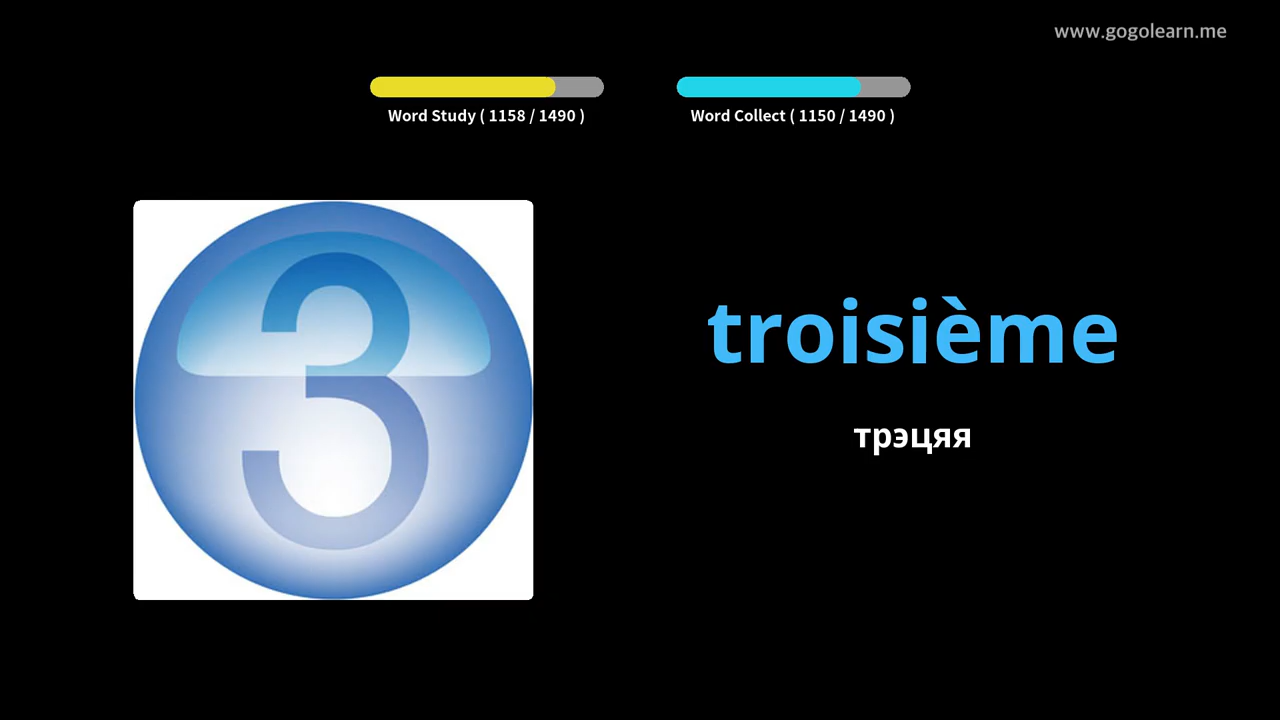 www.gogolearn.me
Word Study ( 1158 / 1490 )
Word Collect ( 1150 / 1490 )
3
troisième
трэцяя